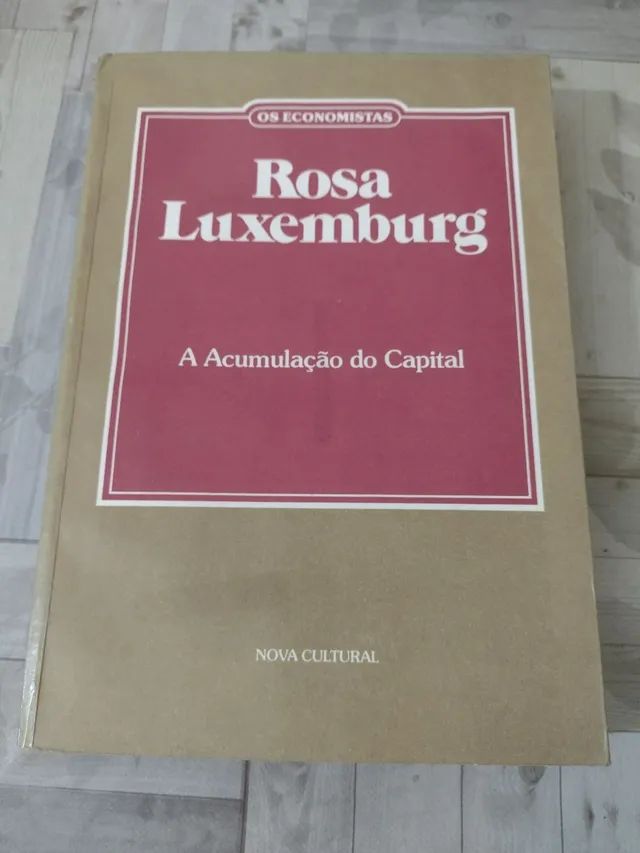 OS ECONOMISTAS
Rosa
Luxemburg
A Acumulação do Capital
NOVA CULTURAL